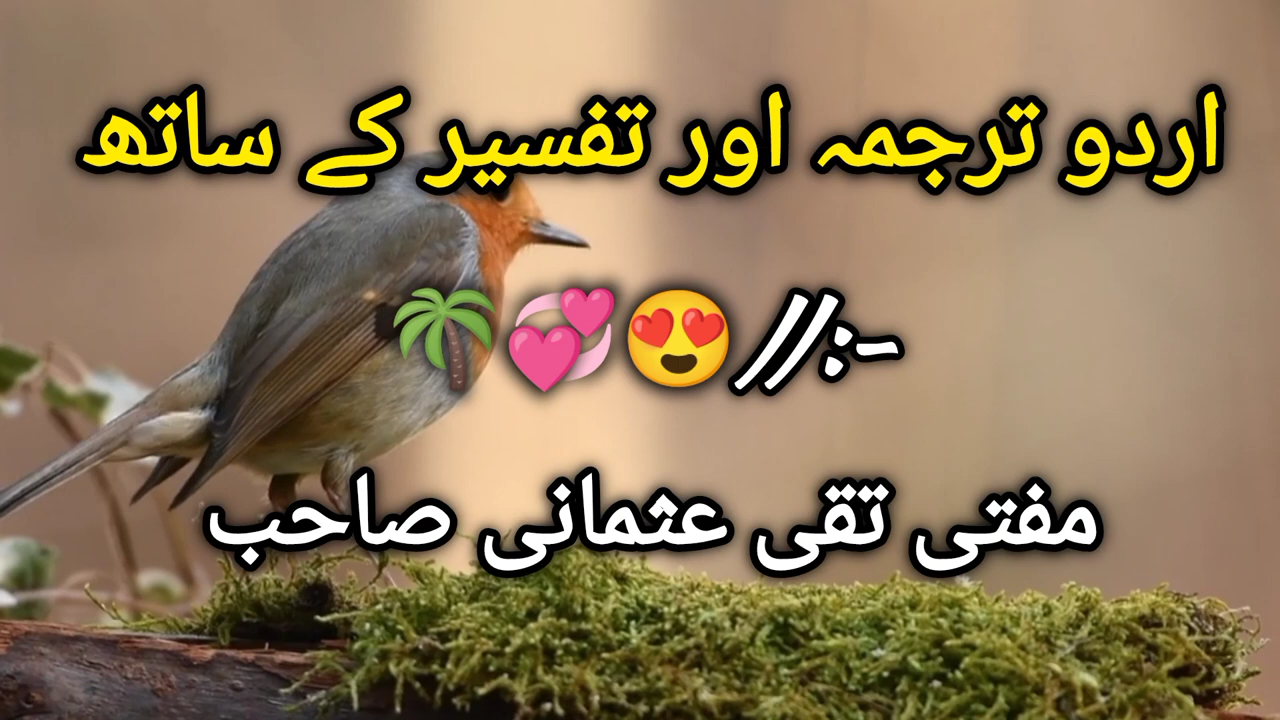 اردو ترجمہ اور تفسیر کے ساتھ
-://😍💞🌴
مفتی تقی عثمانی صاحب